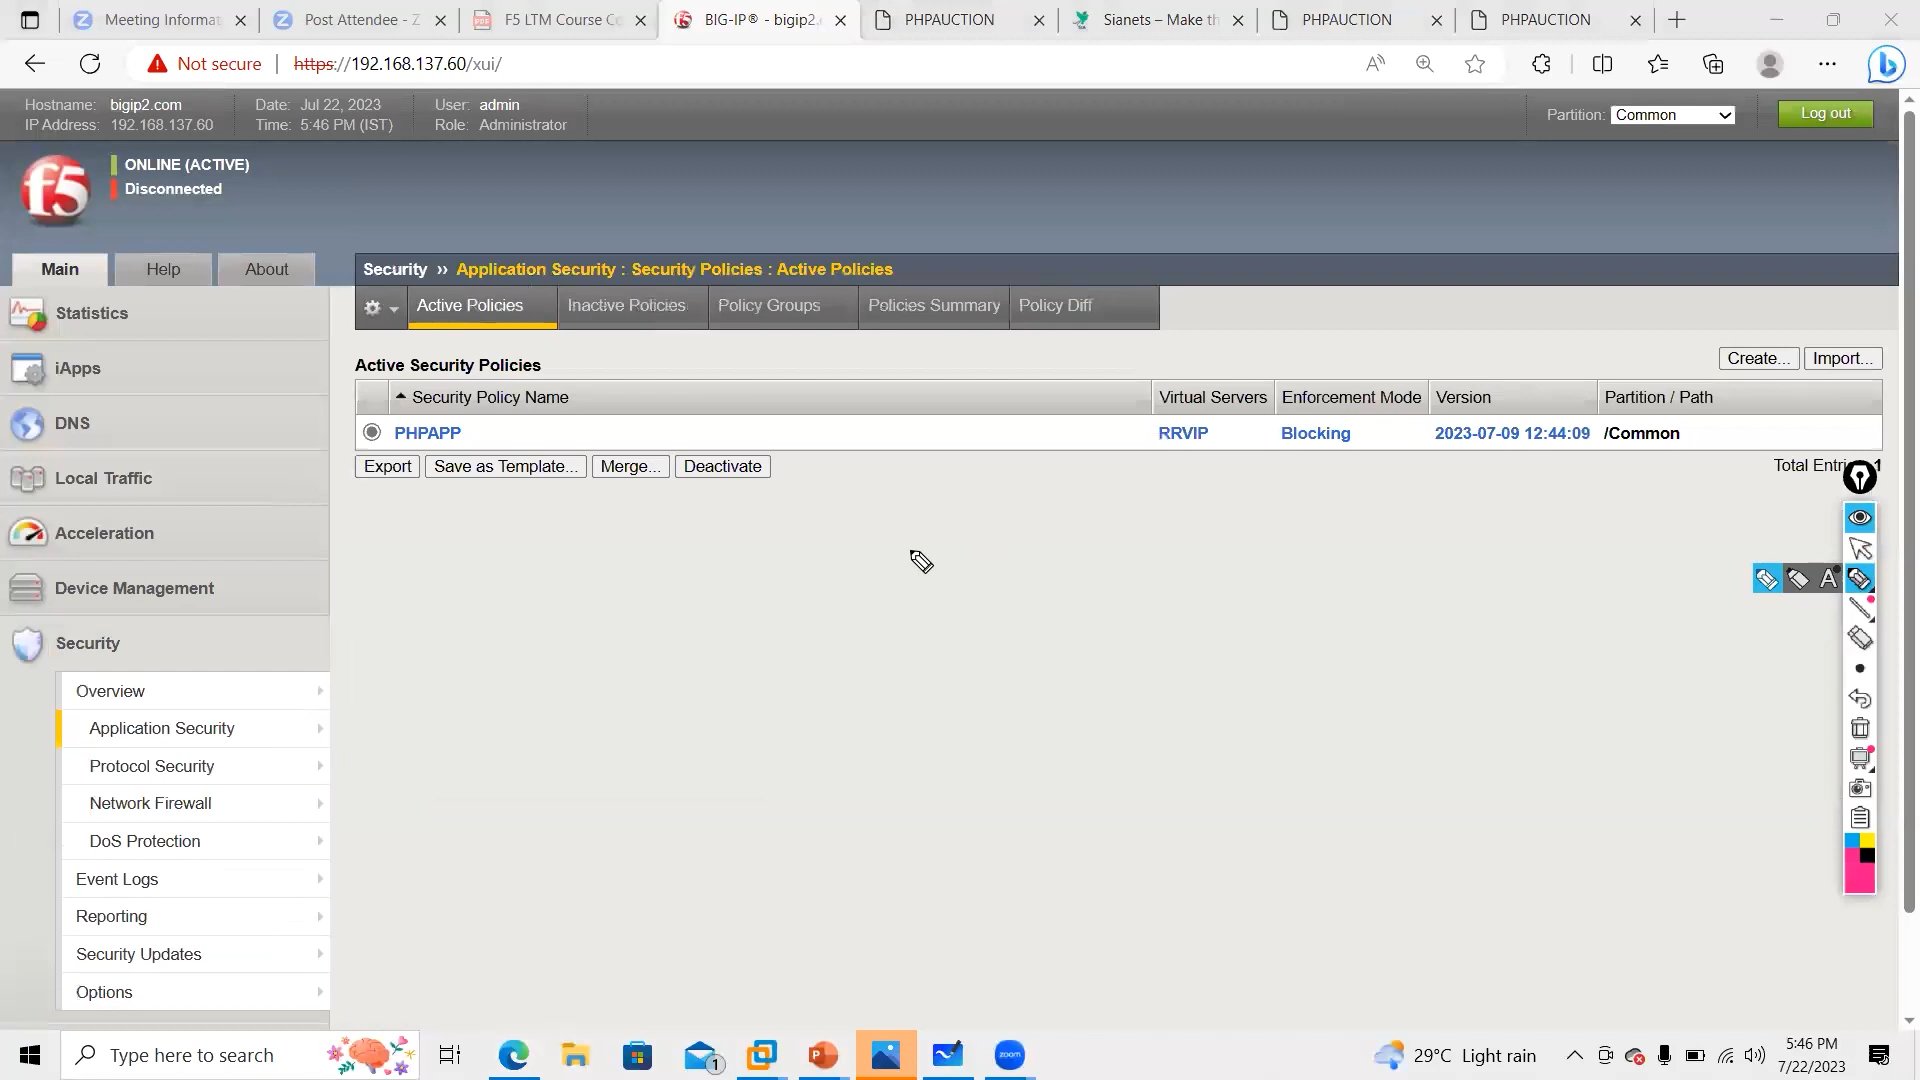 Meeting Informat
Post Attendee - Z
F5 LTM Course Co
BIG-IP® - bigip2.
PHPAUCTION
Sianets – Make th
PHPAUCTION
PHPAUCTION
Not secure
https://192.168.137.60/xui/
Hostname: bigip2.com
IP Address: 192.168.137.60
Date: Jul 22, 2023
Time: 5:46 PM (IST)
User: admin
Role: Administrator
Partition: Common
Log out
f5
ONLINE (ACTIVE)
Disconnected
Main
Help
About
Security ›› Application Security : Security Policies : Active Policies
Active Policies
Inactive Policies
Policy Groups
Policies Summary
Policy Diff
Statistics
iApps
DNS
Local Traffic
Acceleration
Device Management
Security
Overview
Application Security
Protocol Security
Network Firewall
DoS Protection
Event Logs
Reporting
Security Updates
Options
Active Security Policies
Create...
Import...
Security Policy Name
Virtual Servers
Enforcement Mode
Version
Partition / Path
PHPAPP
RRVIP
Blocking
2023-07-09 12:44:09
/Common
Export
Save as Template...
Merge...
Deactivate
Total Entri 1
A
Type here to search
1
zoom
29°C Light rain
5:46 PM
7/22/2023